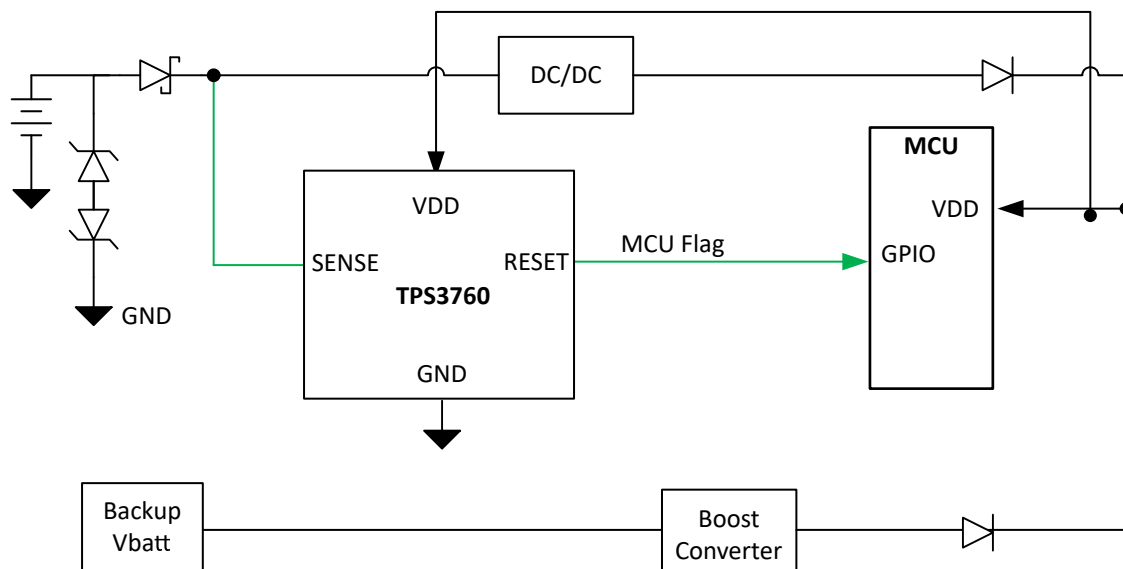 DC/DC
MCU
VDD
VDD
MCU Flag
SENSE
RESET
GPIO
TPS3760
GND
GND
Backup
Vbatt
Boost
Converter